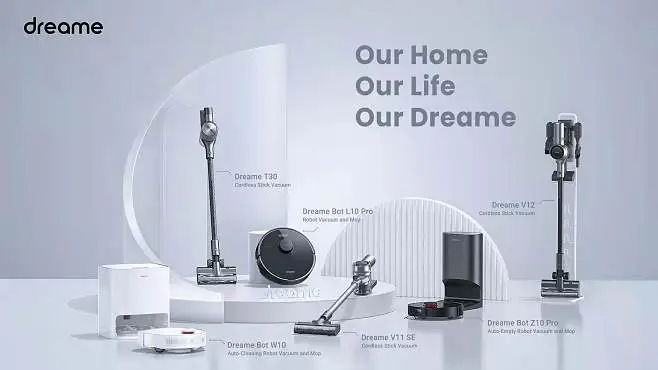 dreame
Our Home
Our Life
Our Dreame
Dreame T30
Cordless Stick Vacuum
Dreame Bot L10 Pro
Robot Vacuum and Mop
Dreame V12
Cordless Stick Vacuum
dreame
Dreame Bot Z10 Pro
Auto-Empty Robot Vacuum and Mop
Dreame V11 SE
Cordless Stick Vacuum
Dreame Bot W10
Auto-Cleaning Robot Vacuum and Mop